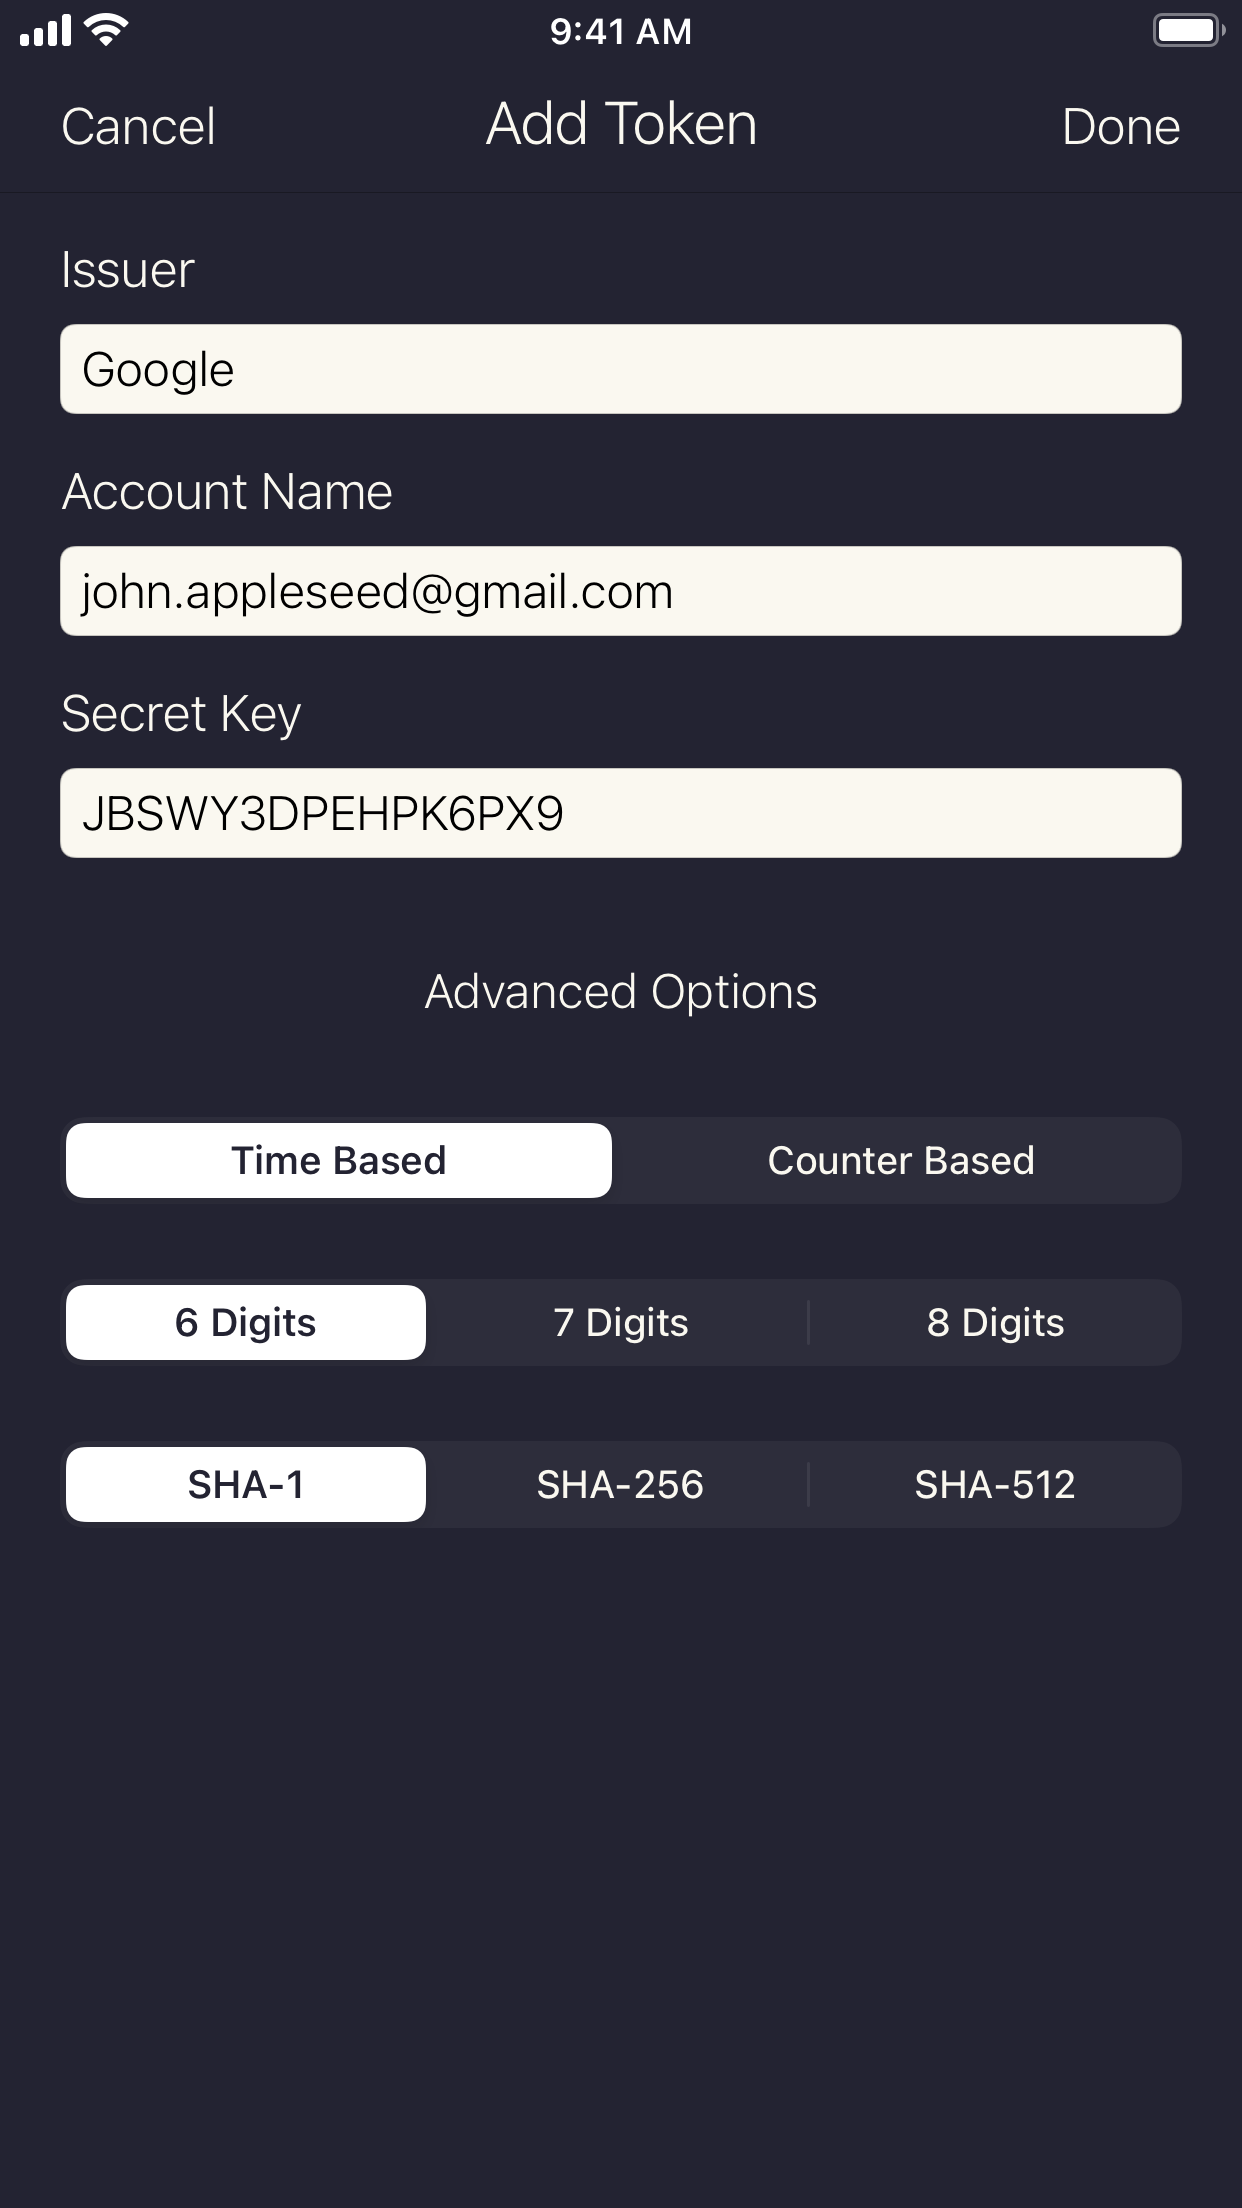 9:41 AM
Cancel
Add Token
Done
Issuer
Google
Account Name
john.appleseed@gmail.com
Secret Key
JBSWY3DPEHPK6PX9
Advanced Options
Time Based
Counter Based
6 Digits
7 Digits
8 Digits
SHA-1
SHA-256
SHA-512